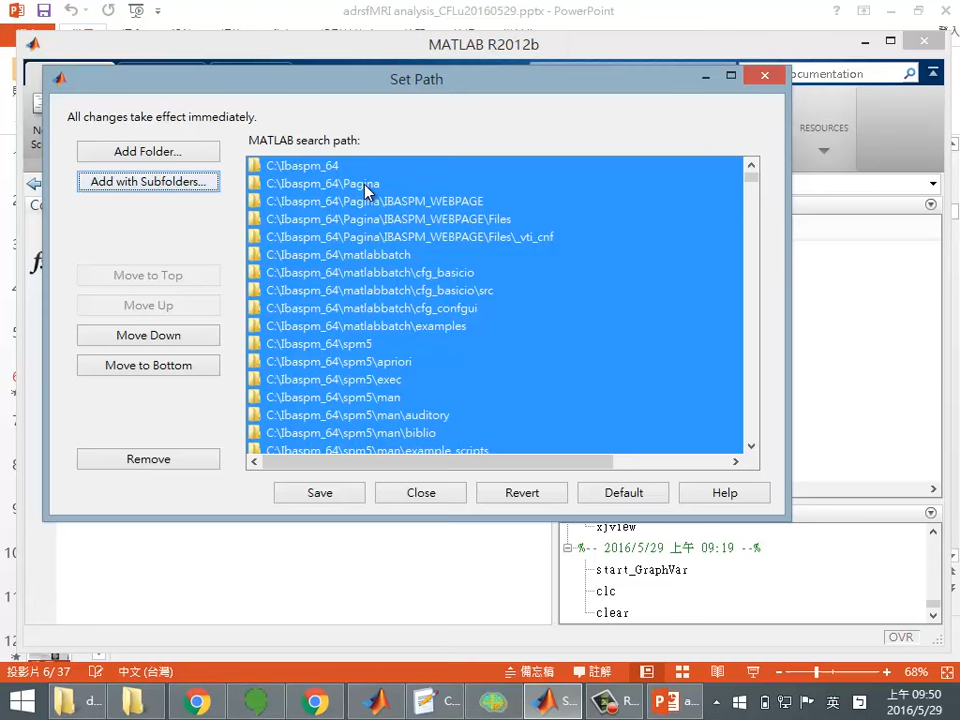 adrsfMRI analysis_CFLu20160529.pptx - PowerPoint
MATLAB R2012b
Set Path
ocumentation
RESOURCES
All changes take effect immediately.
MATLAB search path:
Add Folder...
Add with Subfolders...
Move to Top
Move Up
Move Down
Move to Bottom
Remove
C:\Ibaspm_64
C:\Ibaspm_64\Pagina
C:\Ibaspm_64\Pagina\IBASPM_WEBPAGE
C:\Ibaspm_64\Pagina\IBASPM_WEBPAGE\Files
C:\Ibaspm_64\Pagina\IBASPM_WEBPAGE\Files\_vti_cnf
C:\Ibaspm_64\matlabbatch
C:\Ibaspm_64\matlabbatch\cfg_basicio
C:\Ibaspm_64\matlabbatch\cfg_basicio\src
C:\Ibaspm_64\matlabbatch\cfg_confgui
C:\Ibaspm_64\matlabbatch\examples
C:\Ibaspm_64\spm5
C:\Ibaspm_64\spm5\apriori
C:\Ibaspm_64\spm5\exec
C:\Ibaspm_64\spm5\man
C:\Ibaspm_64\spm5\man\auditory
C:\Ibaspm_64\spm5\man\biblio
C:\Ibaspm_64\spm5\man\example_scripts
Save
Close
Revert
Default
Help
xjview
%-- 2016/5/29 上午 09:19 --%
start_GraphVar
clc
clear
OVR
投影片 6/37
中文 (台灣)
備忘稿
註解
68%
d...
C...
S...
R...
a...
英
上午 09:50
2016/5/29